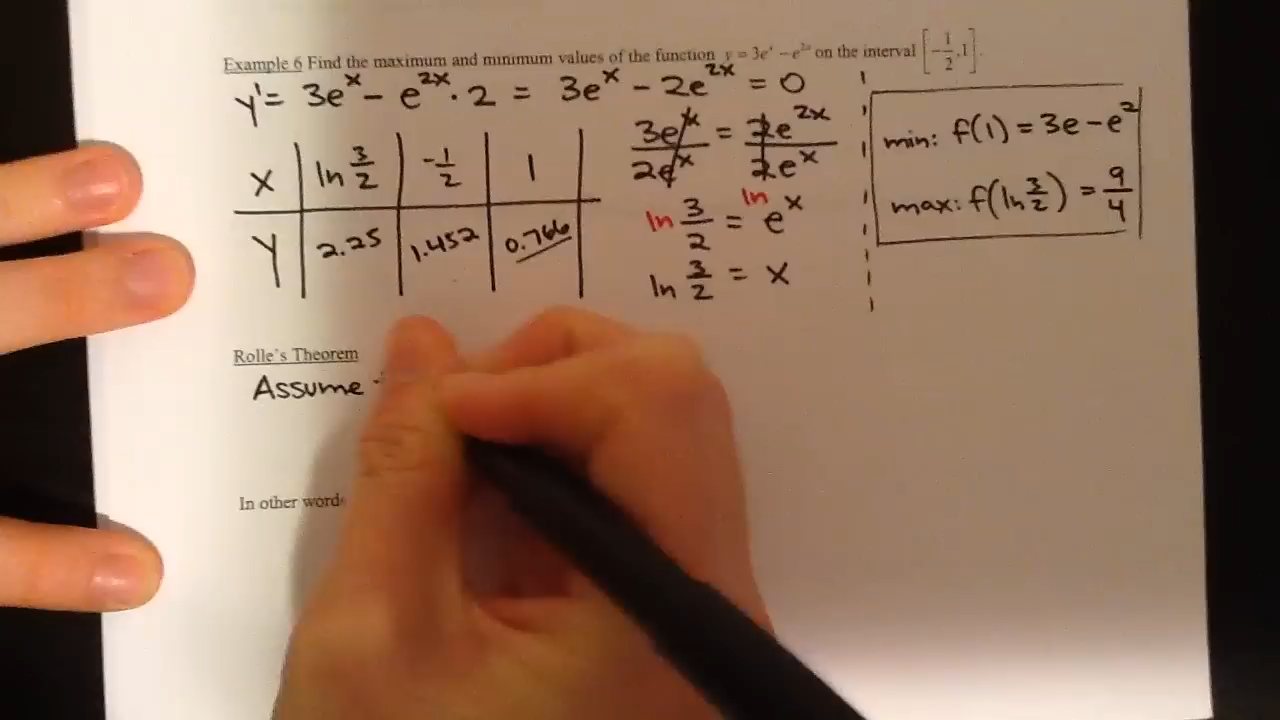 Example 6 Find the maximum and minimum values of the function y = 3eˣ − e²ˣ on the interval [−1/2, 1].
y' = 3eˣ − e²ˣ · 2 = 3eˣ − 2e²ˣ = 0
3eˣ/2eˣ = 2e²ˣ/2eˣ
ln 3/2 = ln eˣ
ln 3/2 = x
x | ln 3/2 | −1/2 | 1
y | 2.25 | 1.452 | 0.766
min: f(1) = 3e − e²
max: f(ln 3/2) = 9/4
Rolle's Theorem
Assume
In other words